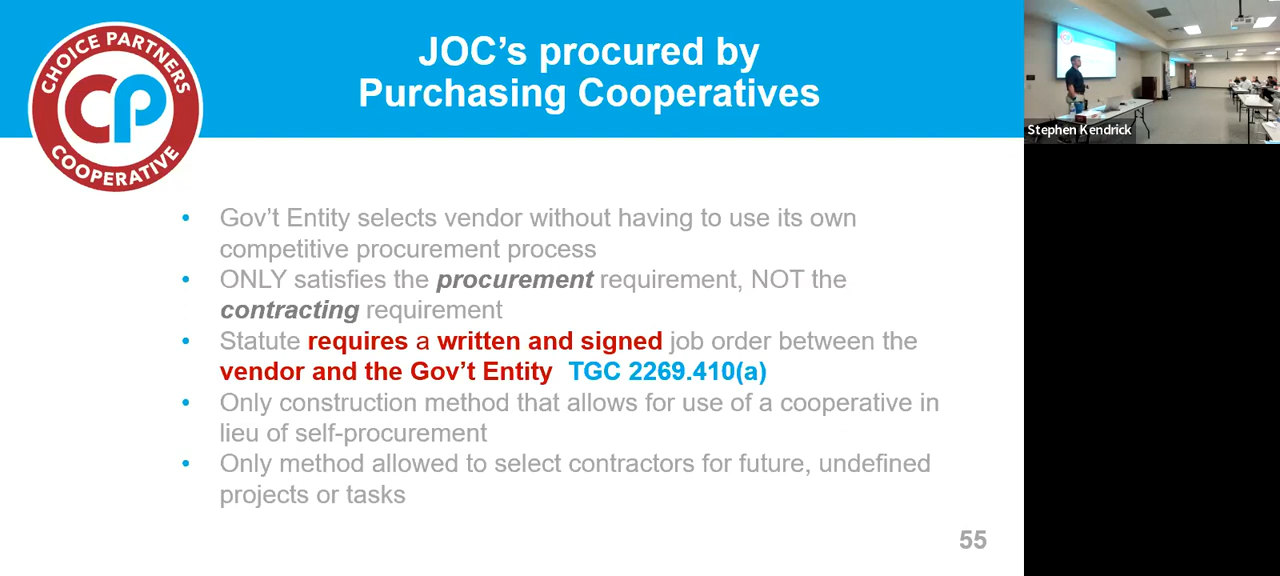 CHOICE PARTNERS
CP
COOPERATIVE
JOC's procured by
Purchasing Cooperatives
Stephen Kendrick
• Gov't Entity selects vendor without having to use its own
competitive procurement process
• ONLY satisfies the procurement requirement, NOT the
contracting requirement
• Statute requires a written and signed job order between the
vendor and the Gov't Entity TGC 2269.410(a)
• Only construction method that allows for use of a cooperative in
lieu of self-procurement
• Only method allowed to select contractors for future, undefined
projects or tasks
55